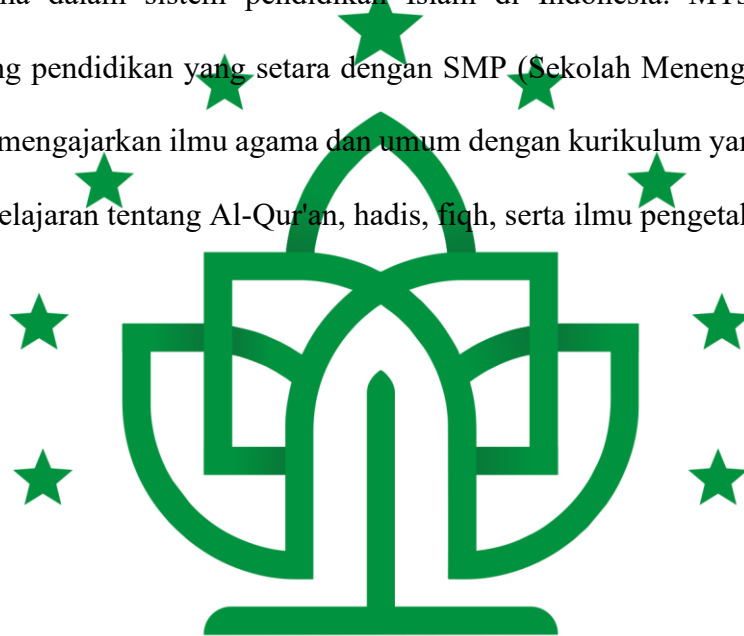 dalam sistem pendidikan Islam di Indonesia. MTs
pendidikan yang setara dengan SMP (Sekolah
mengajarkan ilmu agama dan umum dengan kurikulum
tentang Al-Qur'an, hadis, fiqh, serta ilmu